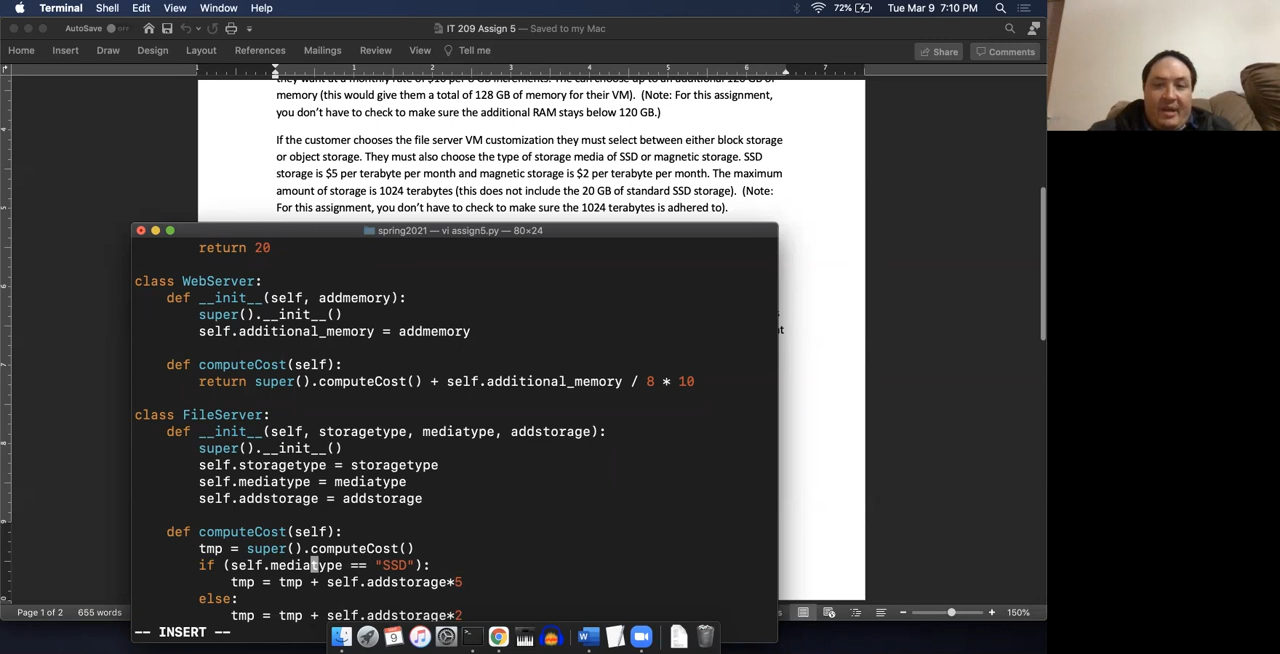 Terminal Shell Edit View Window Help 72% Tue Mar 9 7:10 PM
AutoSave OFF IT 209 Assign 5 — Saved to my Mac
Home Insert Draw Design Layout References Mailings Review View Tell me Share Comments
1 1 2 3 4 5 6 7
memory (this would give them a total of 128 GB of memory for their VM). (Note: For this assignment,
you don't have to check to make sure the additional RAM stays below 120 GB.)
If the customer chooses the file server VM customization they must select between either block storage
or object storage. They must also choose the type of storage media of SSD or magnetic storage. SSD
storage is $5 per terabyte per month and magnetic storage is $2 per terabyte per month. The maximum
amount of storage is 1024 terabytes (this does not include the 20 GB of standard SSD storage). (Note:
For this assignment, you don't have to check to make sure the 1024 terabytes is adhered to).
spring2021 — vi assign5.py — 80×24
return 20
class WebServer:
def __init__(self, addmemory):
super().__init__()
self.additional_memory = addmemory
def computeCost(self):
return super().computeCost() + self.additional_memory / 8 * 10
class FileServer:
def __init__(self, storagetype, mediatype, addstorage):
super().__init__()
self.storagetype = storagetype
self.mediatype = mediatype
self.addstorage = addstorage
def computeCost(self):
tmp = super().computeCost()
if (self.mediatype == "SSD"):
tmp = tmp + self.addstorage*5
else:
tmp = tmp + self.addstorage*2
-- INSERT --
Page 1 of 2 655 words 150%